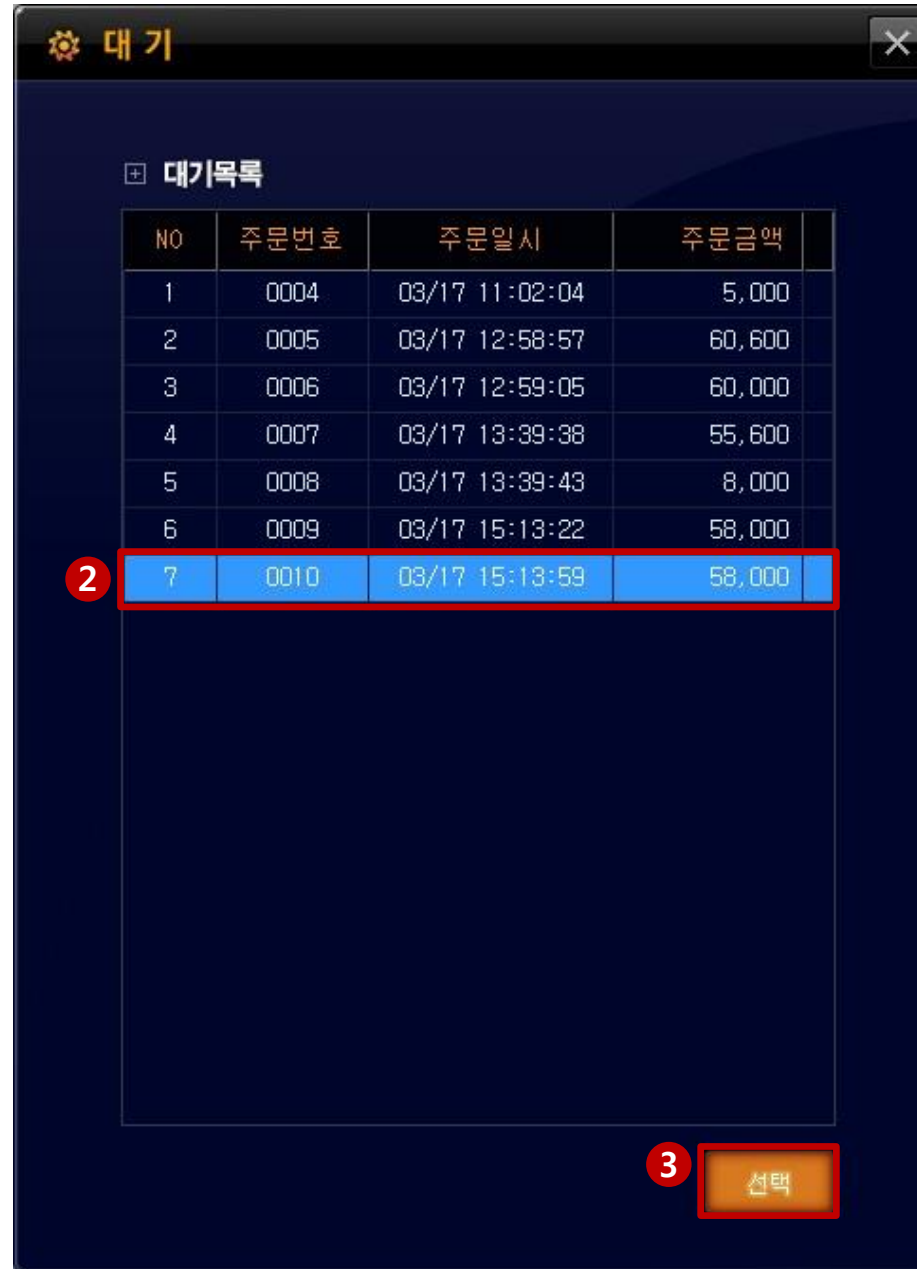 대 기
대기목록
NO 주문번호 주문일시 주문금액
1 0004 03/17 11:02:04 5,000
2 0005 03/17 12:58:57 60,600
3 0006 03/17 12:59:05 60,000
4 0007 03/17 13:39:38 55,600
5 0008 03/17 13:39:43 8,000
6 0009 03/17 15:13:22 58,000
2 7 0010 03/17 15:13:59 58,000
3 선택